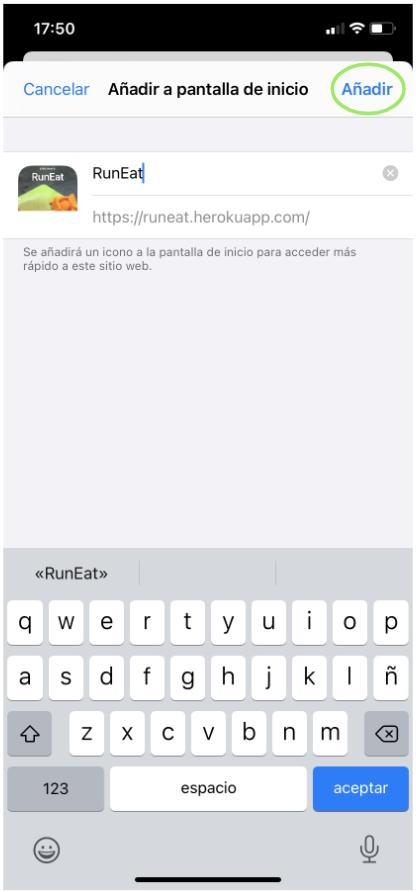 17:50
Cancelar Añadir a pantalla de inicio Añadir
RunEat
RunEat
https://runeat.herokuapp.com/
Se añadirá un icono a la pantalla de inicio para acceder más
rápido a este sitio web.
«RunEat»
q w e r t y u i o p
a s d f g h j k l ñ
z x c v b n m
123 espacio aceptar